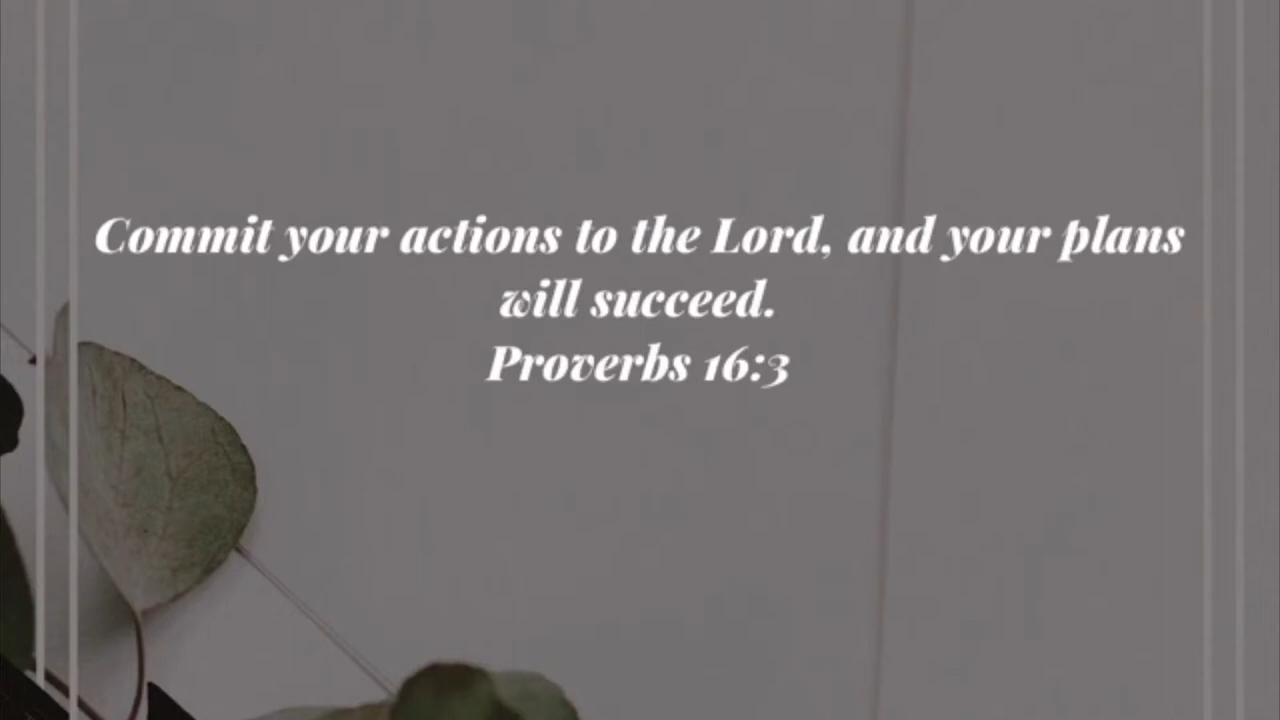 Commit your actions to the Lord, and your plans
will succeed.
Proverbs 16:3